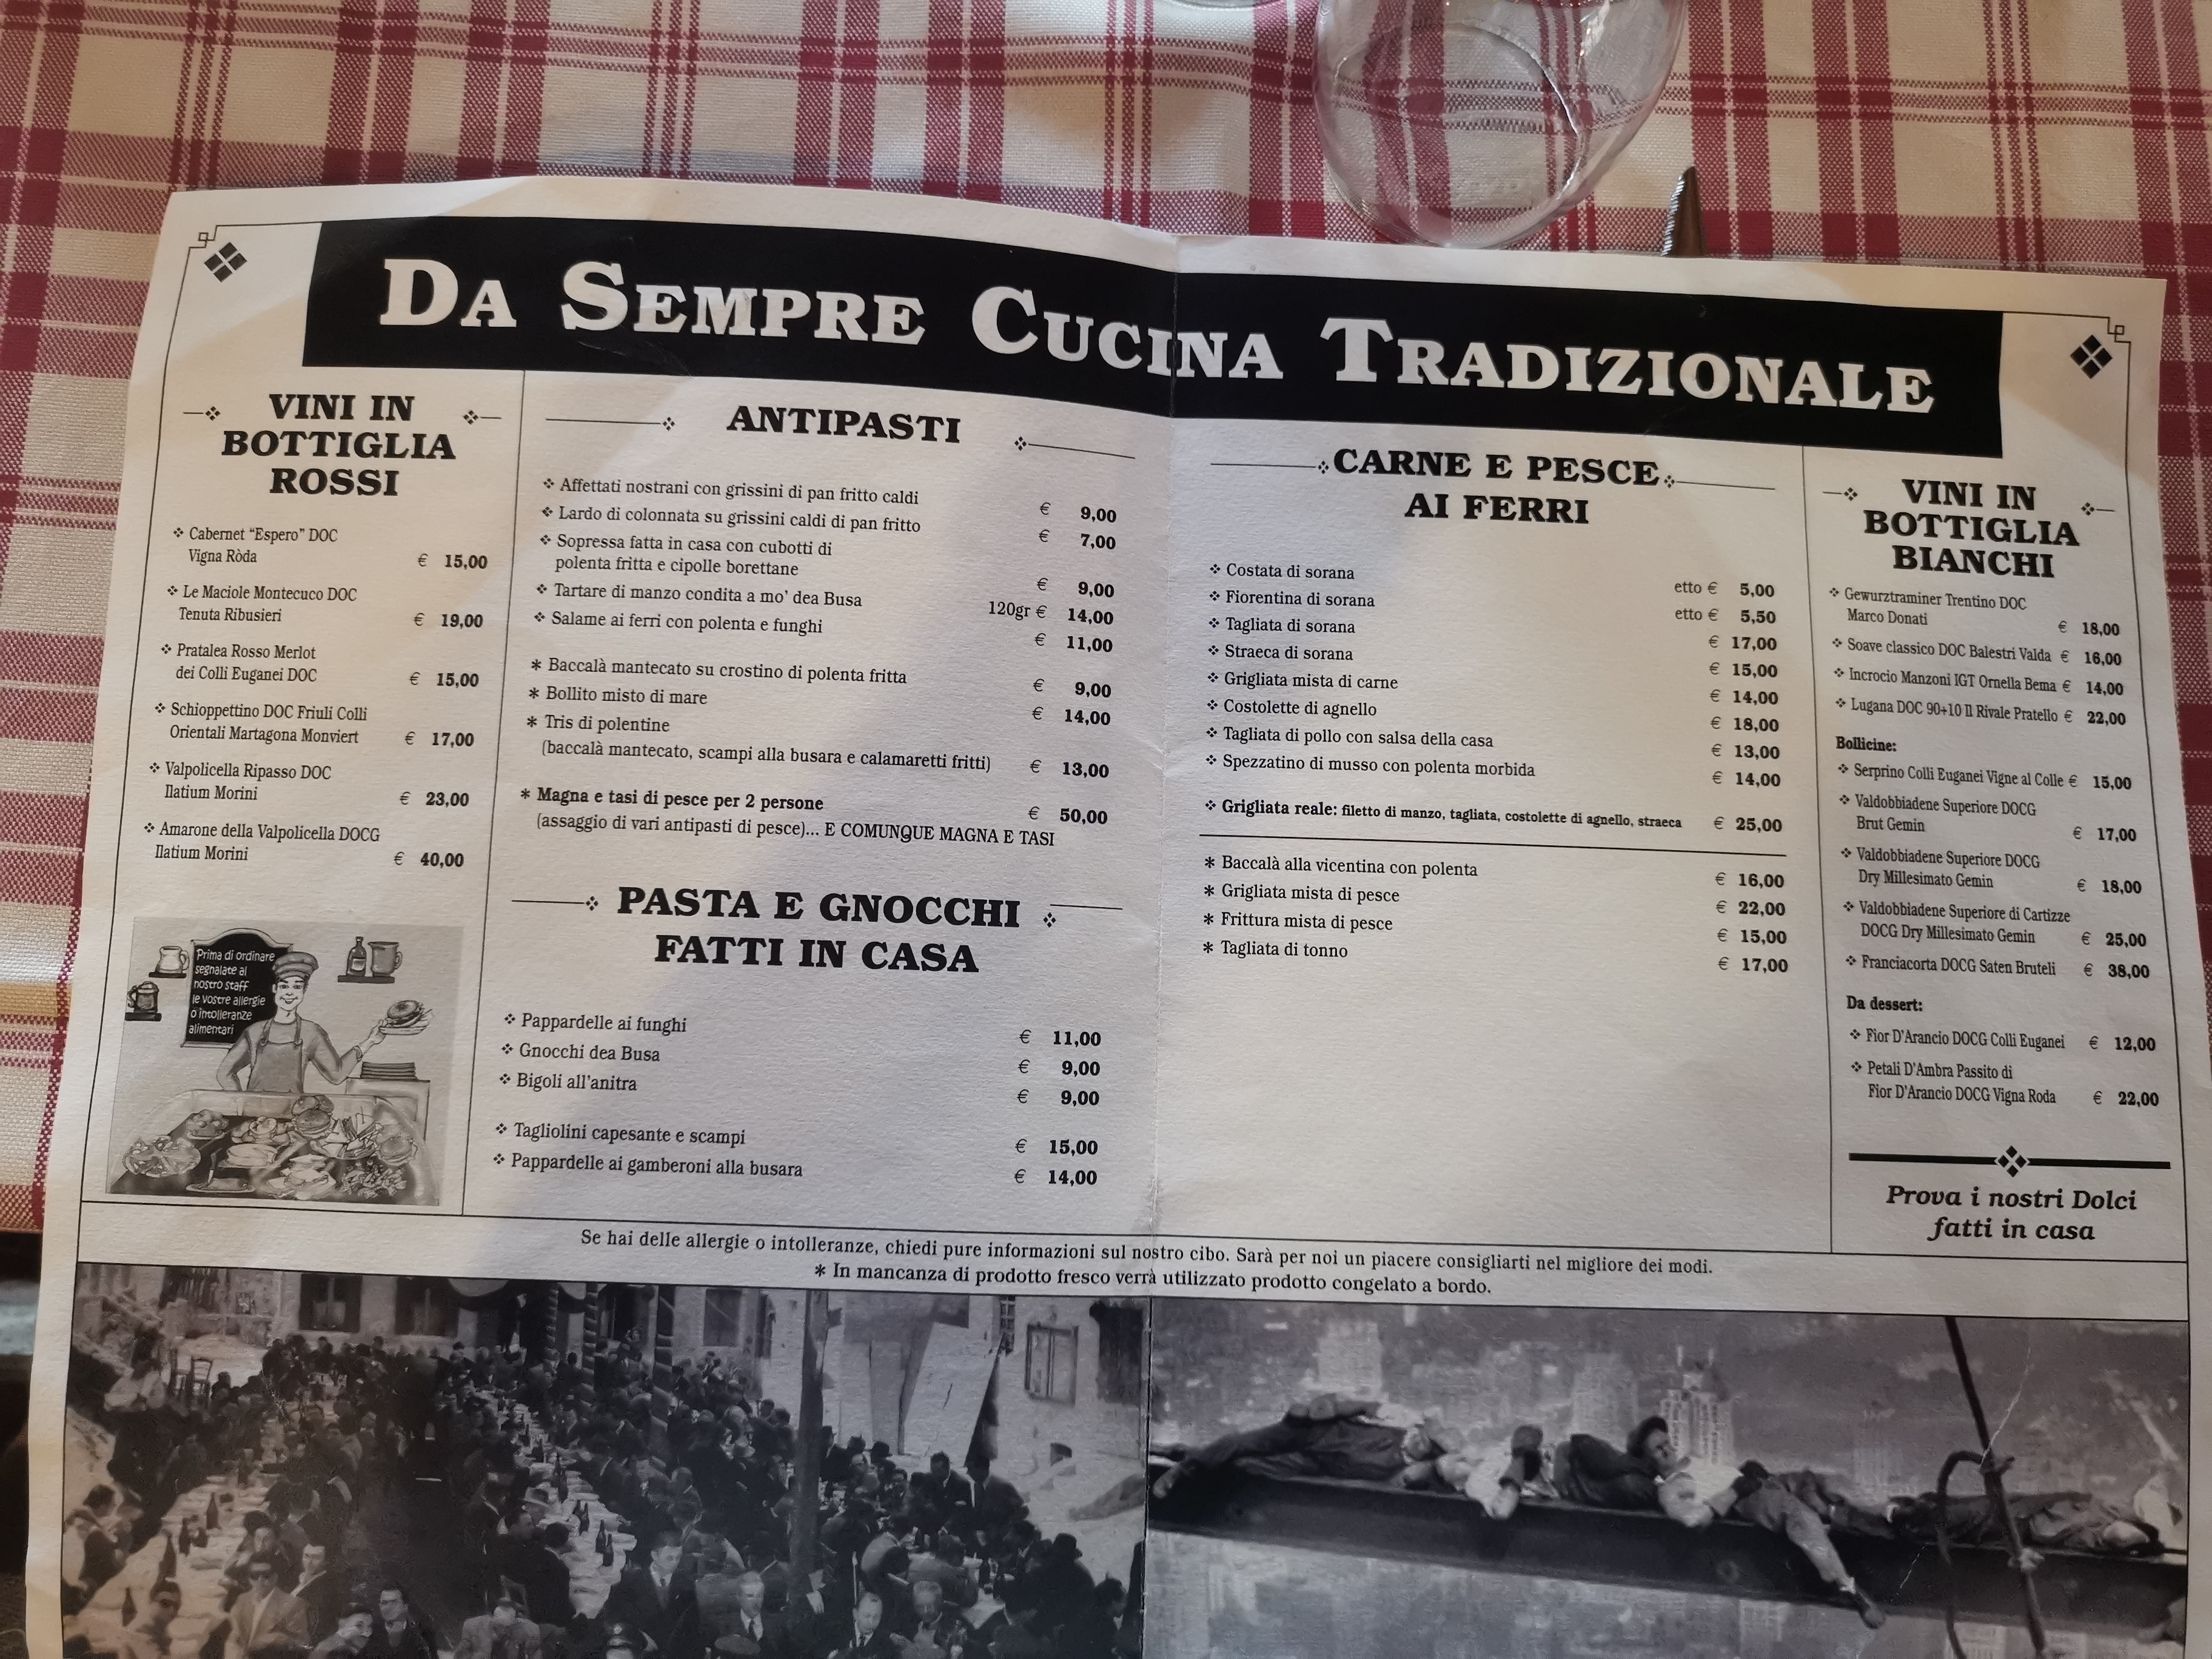 DA SEMPRE CUCINA TRADIZIONALE
VINI IN
BOTTIGLIA
ROSSI
Cabernet “Espero” DOC
Vigna Ròda € 15,00
Le Maciole Montecuco DOC
Tenuta Ribusieri € 19,00
Pratalea Rosso Merlot
dei Colli Euganei DOC € 15,00
Schioppettino DOC Friuli Colli
Orientali Martagona Monviert € 17,00
Valpolicella Ripasso DOC
Ilatium Morini € 23,00
Amarone della Valpolicella DOCG
Ilatium Morini € 40,00
Prima di ordinare
segnalate al
nostro staff
le vostre allergie
o intolleranze
alimentari
ANTIPASTI
Affettati nostrani con grissini di pan fritto caldi € 9,00
Lardo di colonnata su grissini caldi di pan fritto € 7,00
Sopressa fatta in casa con cubotti di
polenta fritta e cipolle borettane € 9,00
Tartare di manzo condita a mo' dea Busa 120gr € 14,00
Salame ai ferri con polenta e funghi € 11,00
* Baccalà mantecato su crostino di polenta fritta € 9,00
* Bollito misto di mare € 14,00
* Tris di polentine
(baccalà mantecato, scampi alla busara e calamaretti fritti) € 13,00
* Magna e tasi di pesce per 2 persone € 50,00
(assaggio di vari antipasti di pesce)... E COMUNQUE MAGNA E TASI
PASTA E GNOCCHI
FATTI IN CASA
Pappardelle ai funghi € 11,00
Gnocchi dea Busa € 9,00
Bigoli all'anitra € 9,00
Tagliolini capesante e scampi € 15,00
Pappardelle ai gamberoni alla busara € 14,00
CARNE E PESCE
AI FERRI
Costata di sorana etto € 5,00
Fiorentina di sorana etto € 5,50
Tagliata di sorana € 17,00
Straeca di sorana € 15,00
Grigliata mista di carne € 14,00
Costolette di agnello € 18,00
Tagliata di pollo con salsa della casa € 13,00
Spezzatino di musso con polenta morbida € 14,00
Grigliata reale: filetto di manzo, tagliata, costolette di agnello, straeca € 25,00
* Baccalà alla vicentina con polenta € 16,00
* Grigliata mista di pesce € 22,00
* Frittura mista di pesce € 15,00
* Tagliata di tonno € 17,00
VINI IN
BOTTIGLIA
BIANCHI
Gewurztraminer Trentino DOC
Marco Donati € 18,00
Soave classico DOC Balestri Valda € 16,00
Incrocio Manzoni IGT Ornella Bema € 14,00
Lugana DOC 90+10 Il Rivale Pratello € 22,00
Bollicine:
Serprino Colli Euganei Vigne al Colle € 15,00
Valdobbiadene Superiore DOCG
Brut Gemin € 17,00
Valdobbiadene Superiore DOCG
Dry Millesimato Gemin € 18,00
Valdobbiadene Superiore di Cartizze
DOCG Dry Millesimato Gemin € 25,00
Franciacorta DOCG Saten Bruteli € 38,00
Da dessert:
Fior D'Arancio DOCG Colli Euganei € 12,00
Petali D'Ambra Passito di
Fior D'Arancio DOCG Vigna Roda € 22,00
Prova i nostri Dolci
fatti in casa
Se hai delle allergie o intolleranze, chiedi pure informazioni sul nostro cibo. Sarà per noi un piacere consigliarti nel migliore dei modi.
* In mancanza di prodotto fresco verrà utilizzato prodotto congelato a bordo.